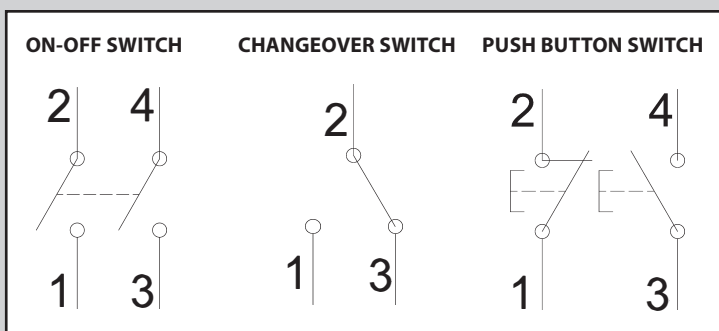 ON-OFF SWITCH CHANGEOVER SWITCH PUSH BUTTON SWITCH
2 4 2 2 4
1 3 1 3 1 3